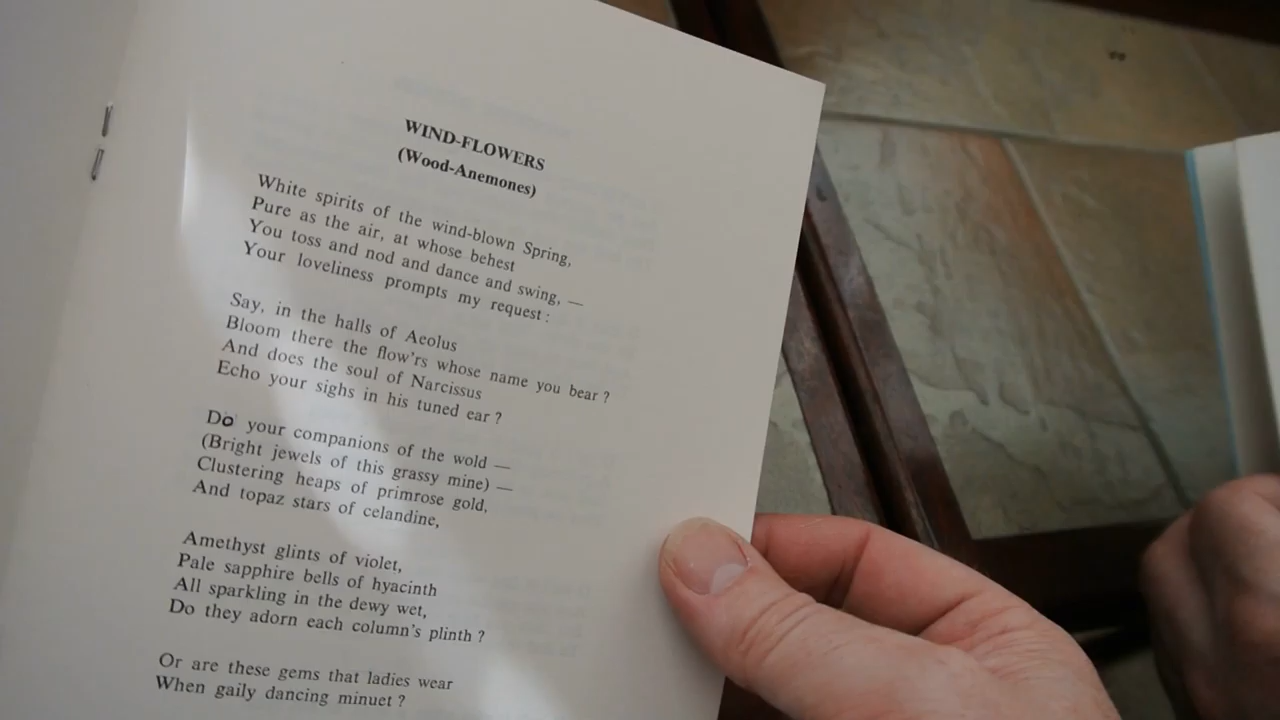 WIND-FLOWERS
(Wood-Anemones)
White spirits of the wind-blown Spring,
Pure as the air, at whose behest
You toss and nod and dance and swing, —
Your loveliness prompts my request :
Say, in the halls of Aeolus
Bloom there the flow'rs whose name you bear ?
And does the soul of Narcissus
Echo your sighs in his tuned ear ?
Do your companions of the wold —
(Bright jewels of this grassy mine) —
Clustering heaps of primrose gold,
And topaz stars of celandine,
Amethyst glints of violet,
Pale sapphire bells of hyacinth
All sparkling in the dewy wet,
Do they adorn each column's plinth ?
Or are these gems that ladies wear
When gaily dancing minuet ?